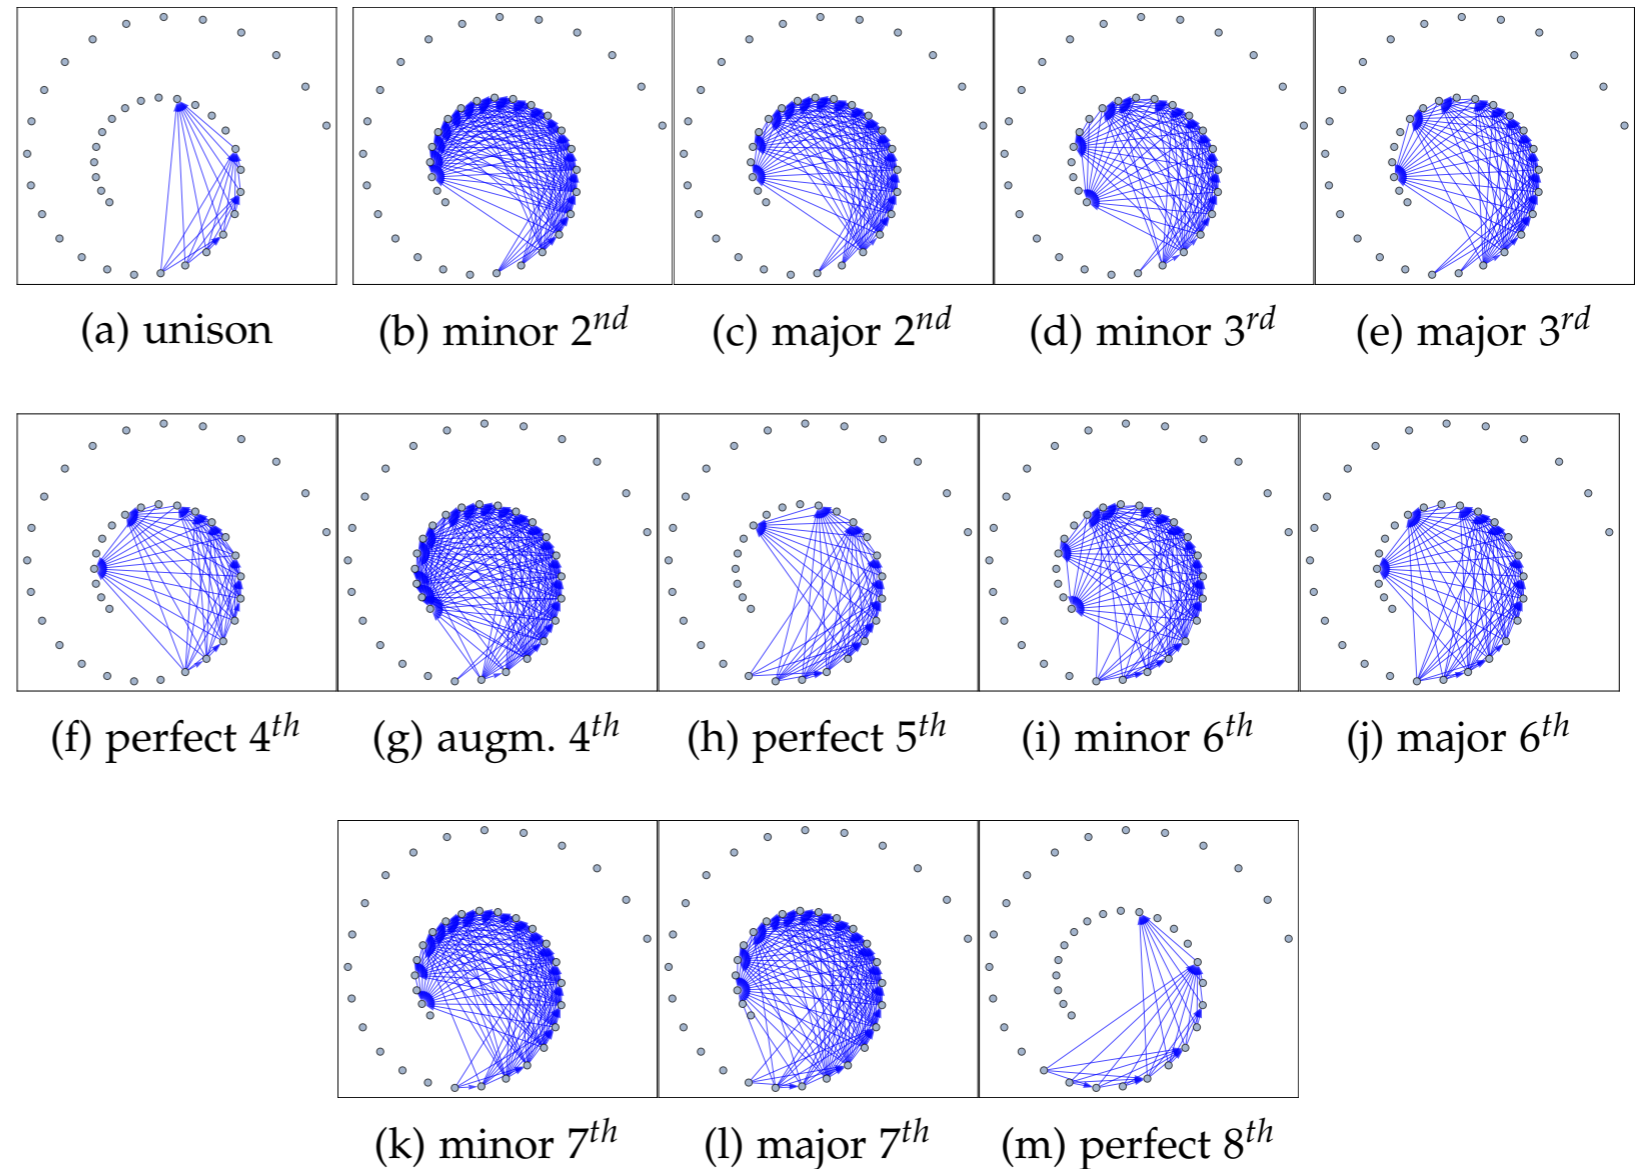 (a) unison (b) minor 2nd (c) major 2nd (d) minor 3rd (e) major 3rd
(f) perfect 4th (g) augm. 4th (h) perfect 5th (i) minor 6th (j) major 6th
(k) minor 7th (l) major 7th (m) perfect 8th